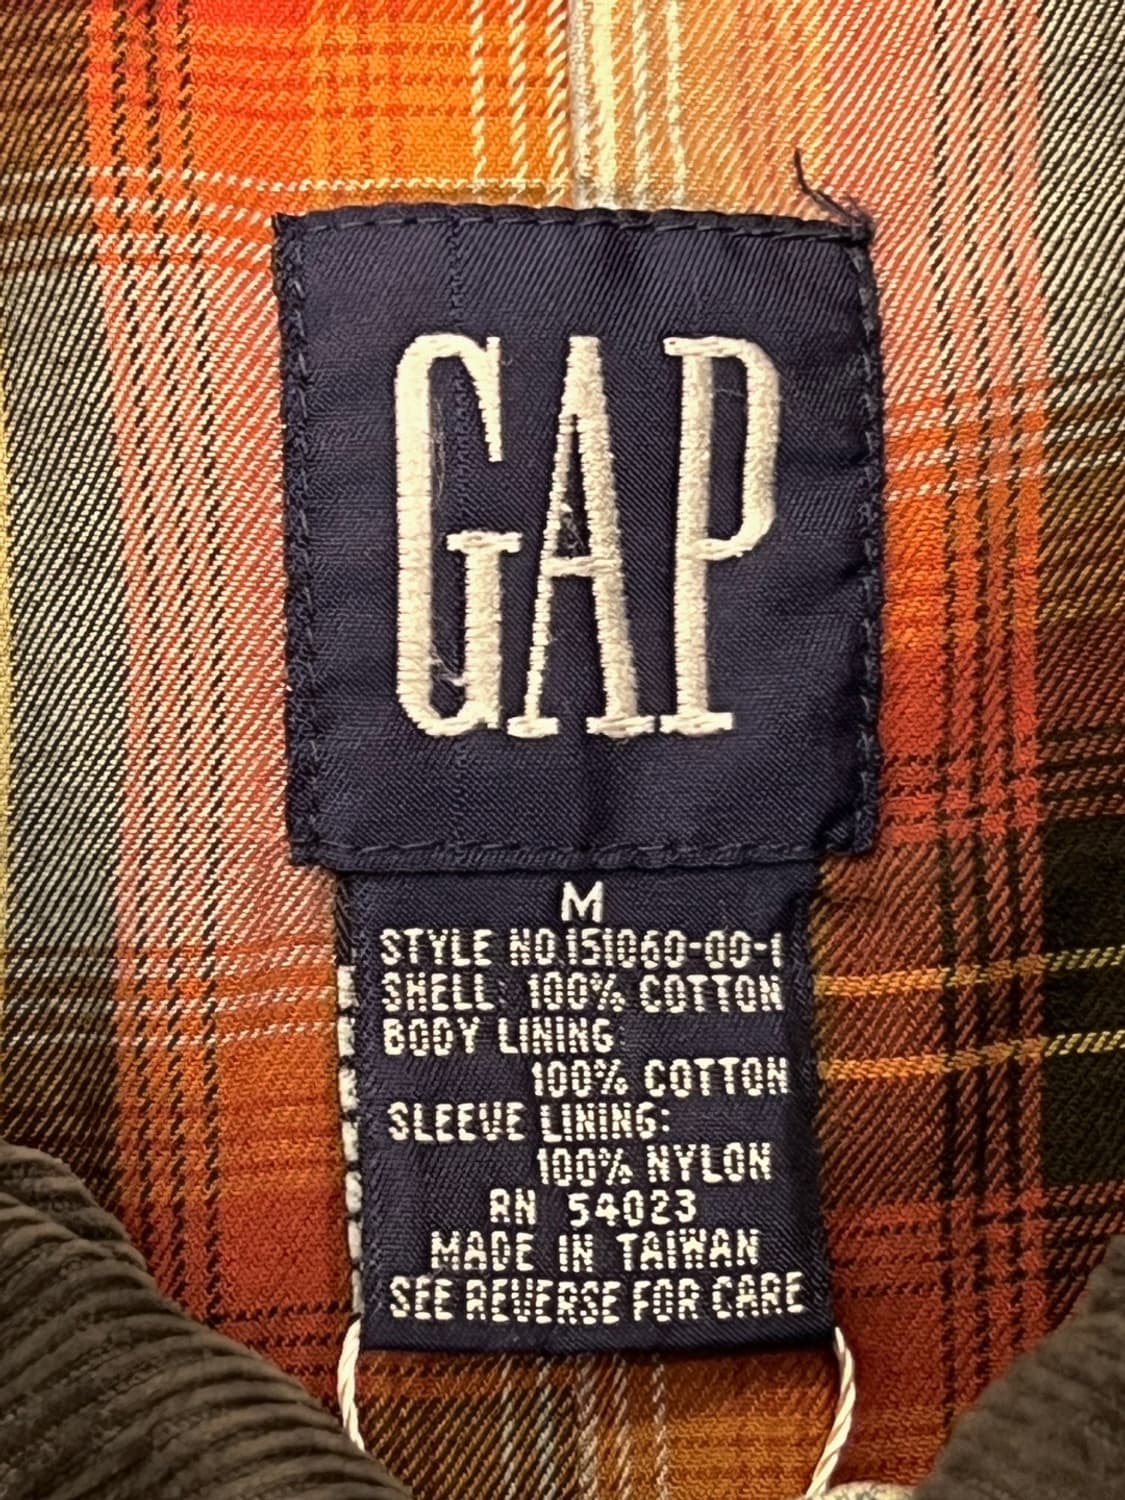 GAP
M
STYLE NO.151060-00-1
SHELL: 100% COTTON
BODY LINING:
100% COTTON
SLEEVE LINING:
100% NYLON
RN 54023
MADE IN TAIWAN
SEE REVERSE FOR CARE